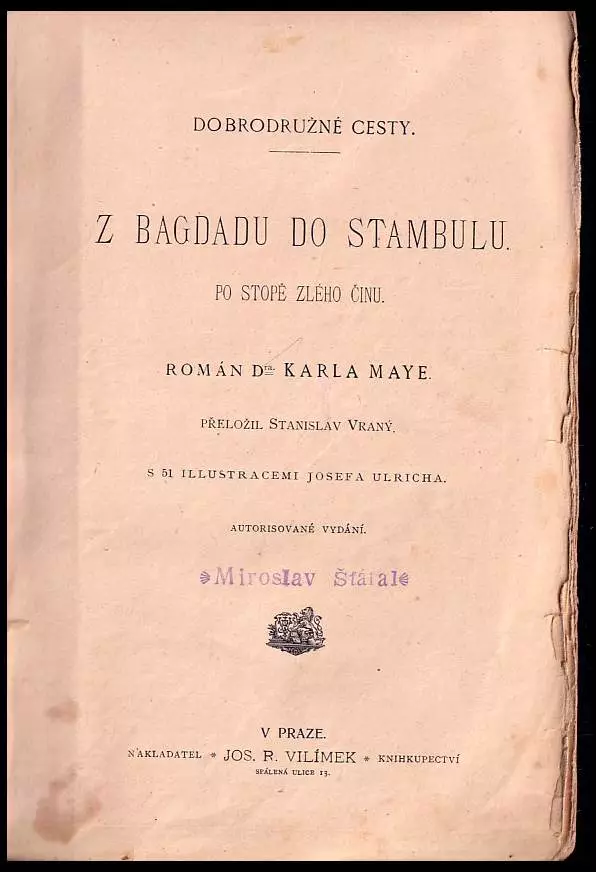 DOBRODRUŽNÉ CESTY.
Z BAGDADU DO STAMBULU.
PO STOPĚ ZLÉHO ČINU.
ROMÁN Dra. KARLA MAYE.
PŘELOŽIL STANISLAV VRANÝ.
S 51 ILLUSTRACEMI JOSEFA ULRICHA.
AUTORISOVANÉ VYDÁNÍ.
Miroslav
V PRAZE.
NAKLADATEL * JOS. R. VILÍMEK * KNIHKUPECTVÍ
SPÁLENÁ ULICE 13.